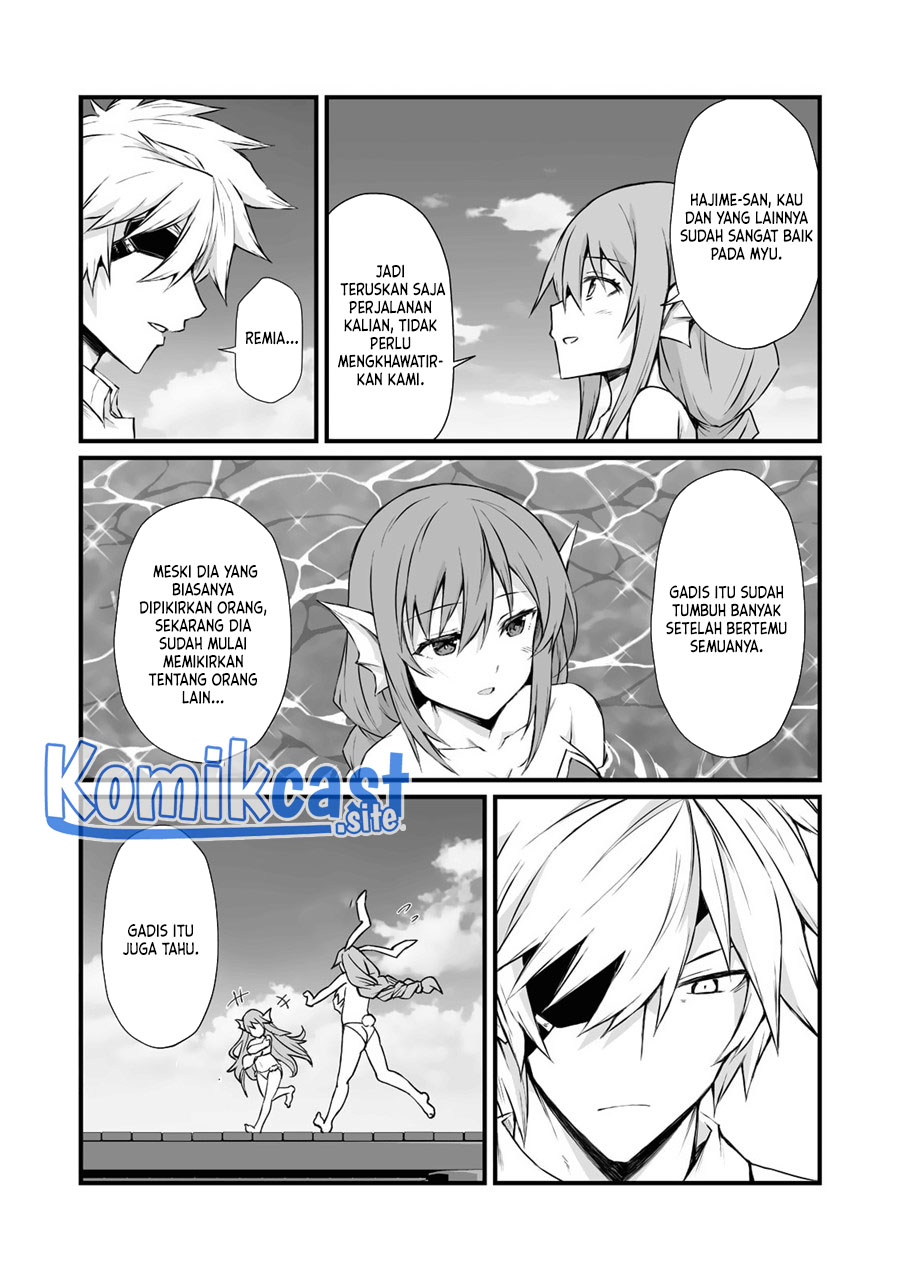 HAJIME-SAN, KAU
DAN YANG LAINNYA
SUDAH SANGAT BAIK
PADA MYU.
JADI
TERUSKAN SAJA
PERJALANAN
KALIAN, TIDAK
PERLU
MENGKHAWATIR-
KAN KAMI.
REMIA...
GADIS ITU SUDAH
TUMBUH BANYAK
SETELAH BERTEMU
SEMUANYA.
MESKI DIA YANG
BIASANYA
DIPIKIRKAN ORANG,
SEKARANG DIA
SUDAH MULAI
MEMIKIRKAN
TENTANG ORANG
LAIN...
Komikcast
.site
GADIS ITU
JUGA TAHU.